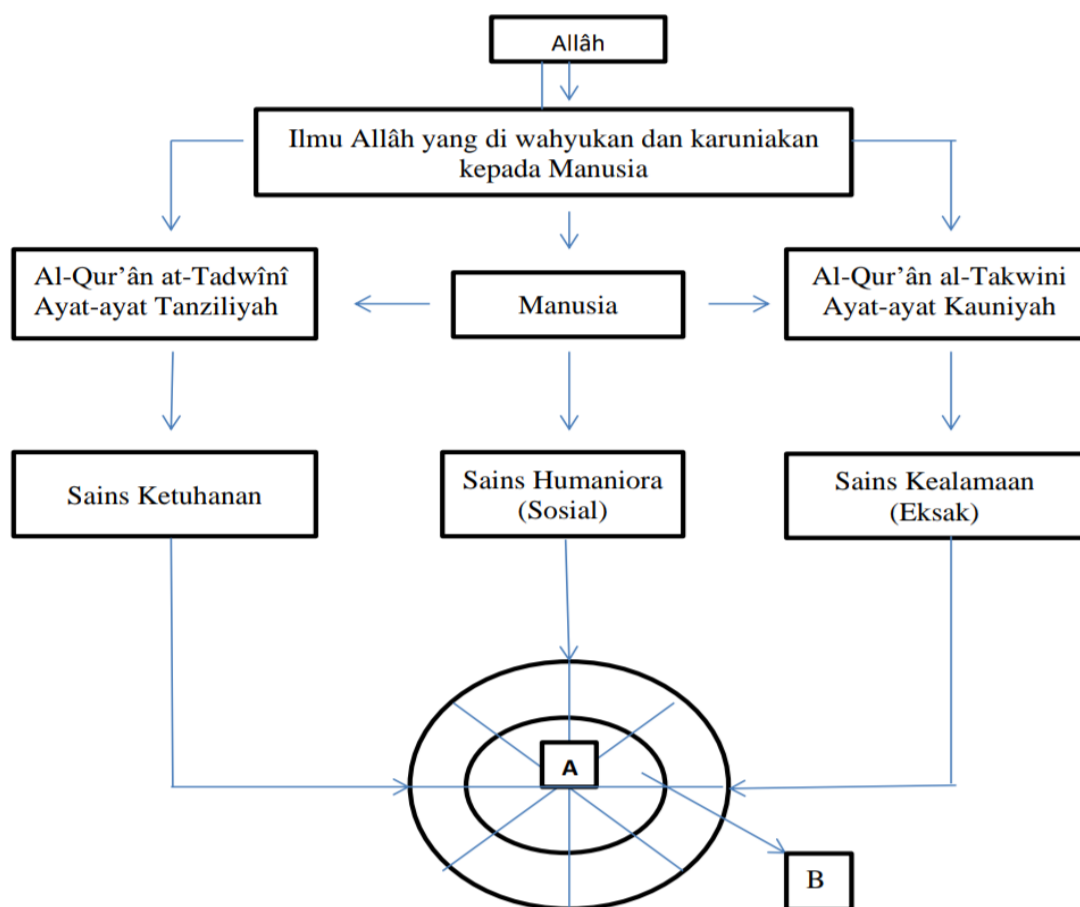 Allâh
Ilmu Allâh yang di wahyukan dan karuniakan
kepada Manusia
Al-Qur’ân at-Tadwînî
Ayat-ayat Tanziliyah
Manusia
Al-Qur’ân al-Takwini
Ayat-ayat Kauniyah
Sains Ketuhanan
Sains Humaniora
(Sosial)
Sains Kealamaan
(Eksak)
A
B